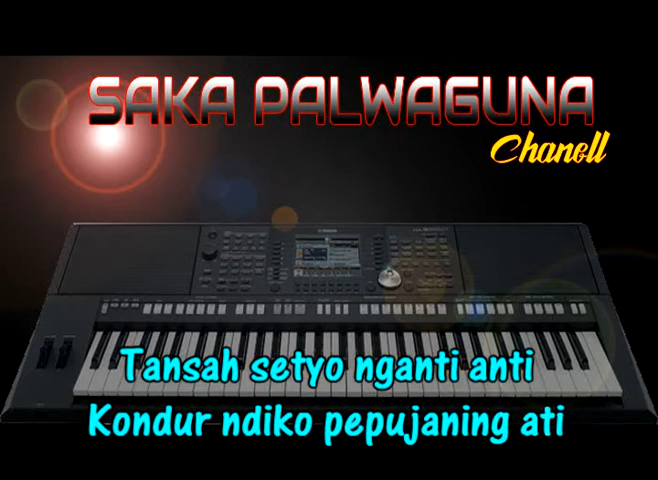 SAKA PALWAGUNA
Chanell
Tansah setyo nganti anti
Kondur ndiko pepujaning ati